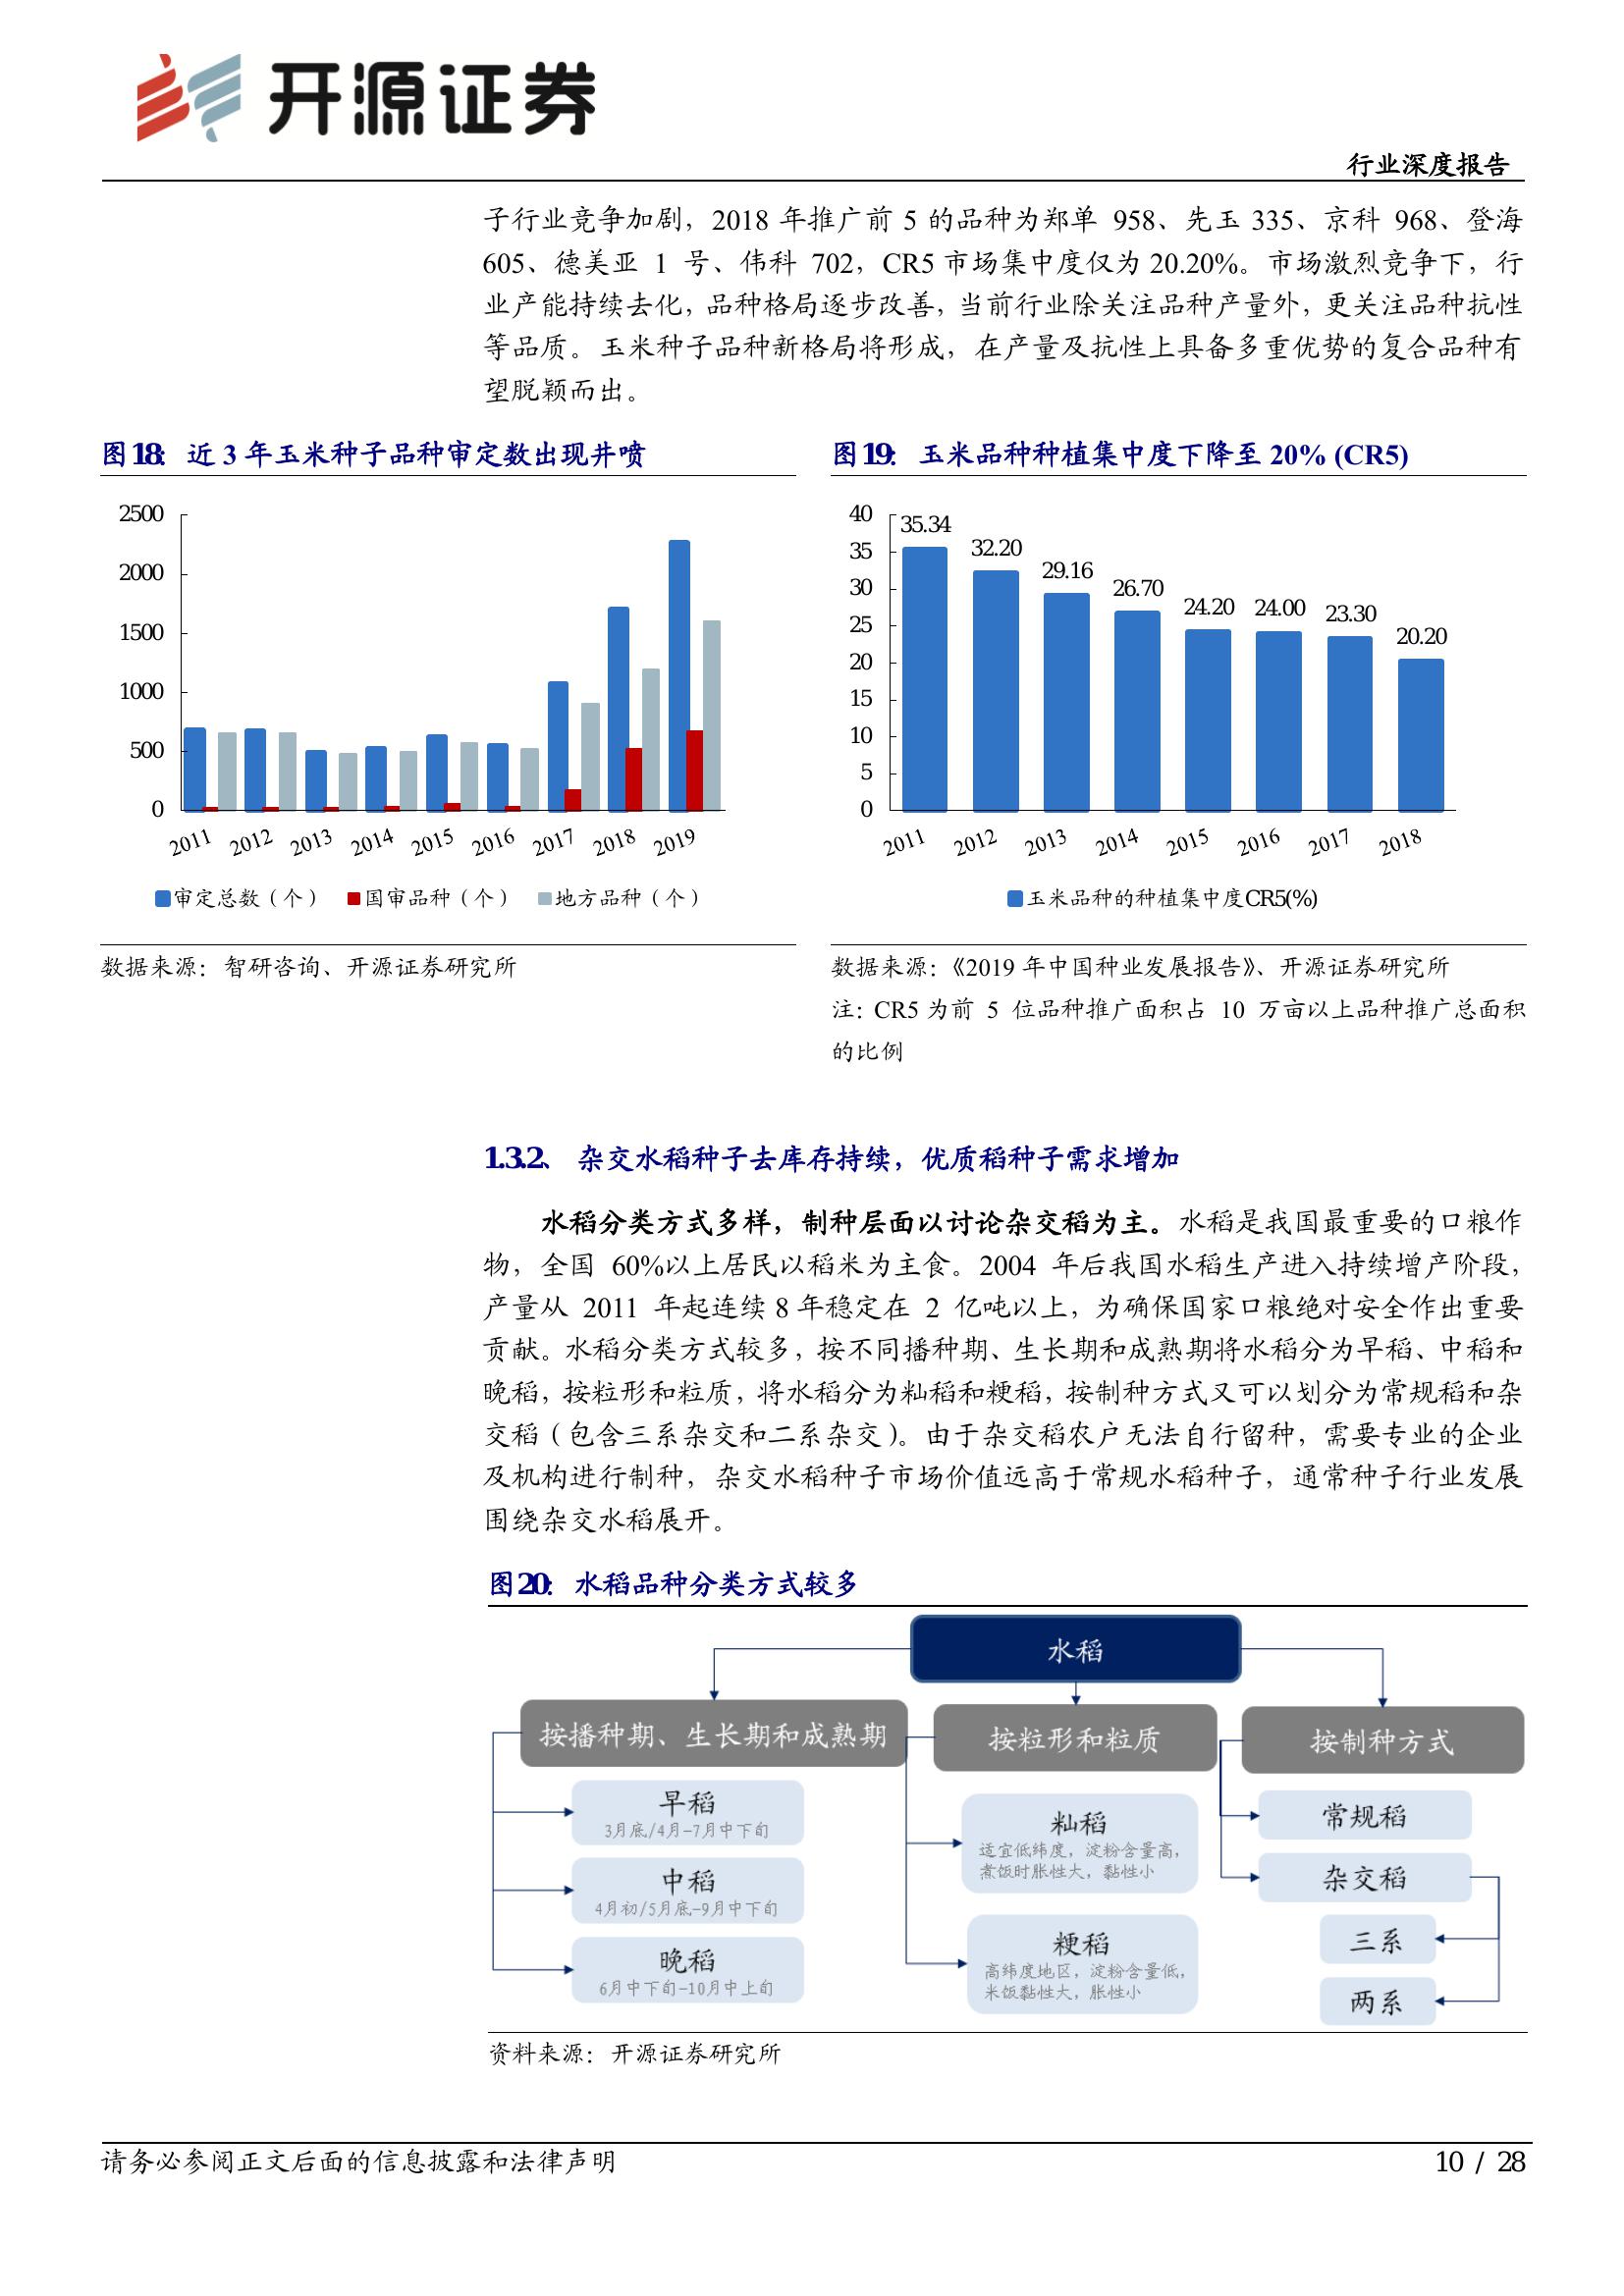 开源证券
行业深度报告
子行业竞争加剧，2018 年推广前 5 的品种为郑单 958、先玉 335、京科 968、登海
605、德美亚 1 号、伟科 702，CR5 市场集中度仅为 20.20%。市场激烈竞争下，行
业产能持续去化，品种格局逐步改善，当前行业除关注品种产量外，更关注品种抗性
等品质。玉米种子品种新格局将形成，在产量及抗性上具备多重优势的复合品种有
望脱颖而出。
图18： 近 3 年玉米种子品种审定数出现井喷
2500
2000
1500
1000
500
0
2011 2012 2013 2014 2015 2016 2017 2018 2019
审定总数（个） 国审品种（个） 地方品种（个）
数据来源：智研咨询、开源证券研究所
图19： 玉米品种种植集中度下降至 20% (CR5)
40
35
30
25
20
15
10
5
0
35.34
32.20
29.16
26.70
24.20
24.00
23.30
20.20
2011 2012 2013 2014 2015 2016 2017 2018
玉米品种的种植集中度CR5(%)
数据来源：《2019 年中国种业发展报告》、开源证券研究所
注：CR5 为前 5 位品种推广面积占 10 万亩以上品种推广总面积
的比例
1.3.2、 杂交水稻种子去库存持续，优质稻种子需求增加
水稻分类方式多样，制种层面以讨论杂交稻为主。水稻是我国最重要的口粮作
物，全国 60%以上居民以稻米为主食。2004 年后我国水稻生产进入持续增产阶段，
产量从 2011 年起连续 8 年稳定在 2 亿吨以上，为确保国家口粮绝对安全作出重要
贡献。水稻分类方式较多，按不同播种期、生长期和成熟期将水稻分为早稻、中稻和
晚稻，按粒形和粒质，将水稻分为籼稻和粳稻，按制种方式又可以划分为常规稻和杂
交稻（包含三系杂交和二系杂交）。由于杂交稻农户无法自行留种，需要专业的企业
及机构进行制种，杂交水稻种子市场价值远高于常规水稻种子，通常种子行业发展
围绕杂交水稻展开。
图20： 水稻品种分类方式较多
水稻
按播种期、生长期和成熟期
早稻
3月底/4月-7月中下旬
中稻
4月初/5月底-9月中下旬
晚稻
6月中下旬-10月中上旬
按粒形和粒质
籼稻
适宜低纬度，淀粉含量高，
煮饭时胀性大，黏性小
粳稻
高纬度地区，淀粉含量低，
米饭黏性大，胀性小
按制种方式
常规稻
杂交稻
三系
两系
资料来源：开源证券研究所
请务必参阅正文后面的信息披露和法律声明
10 / 28